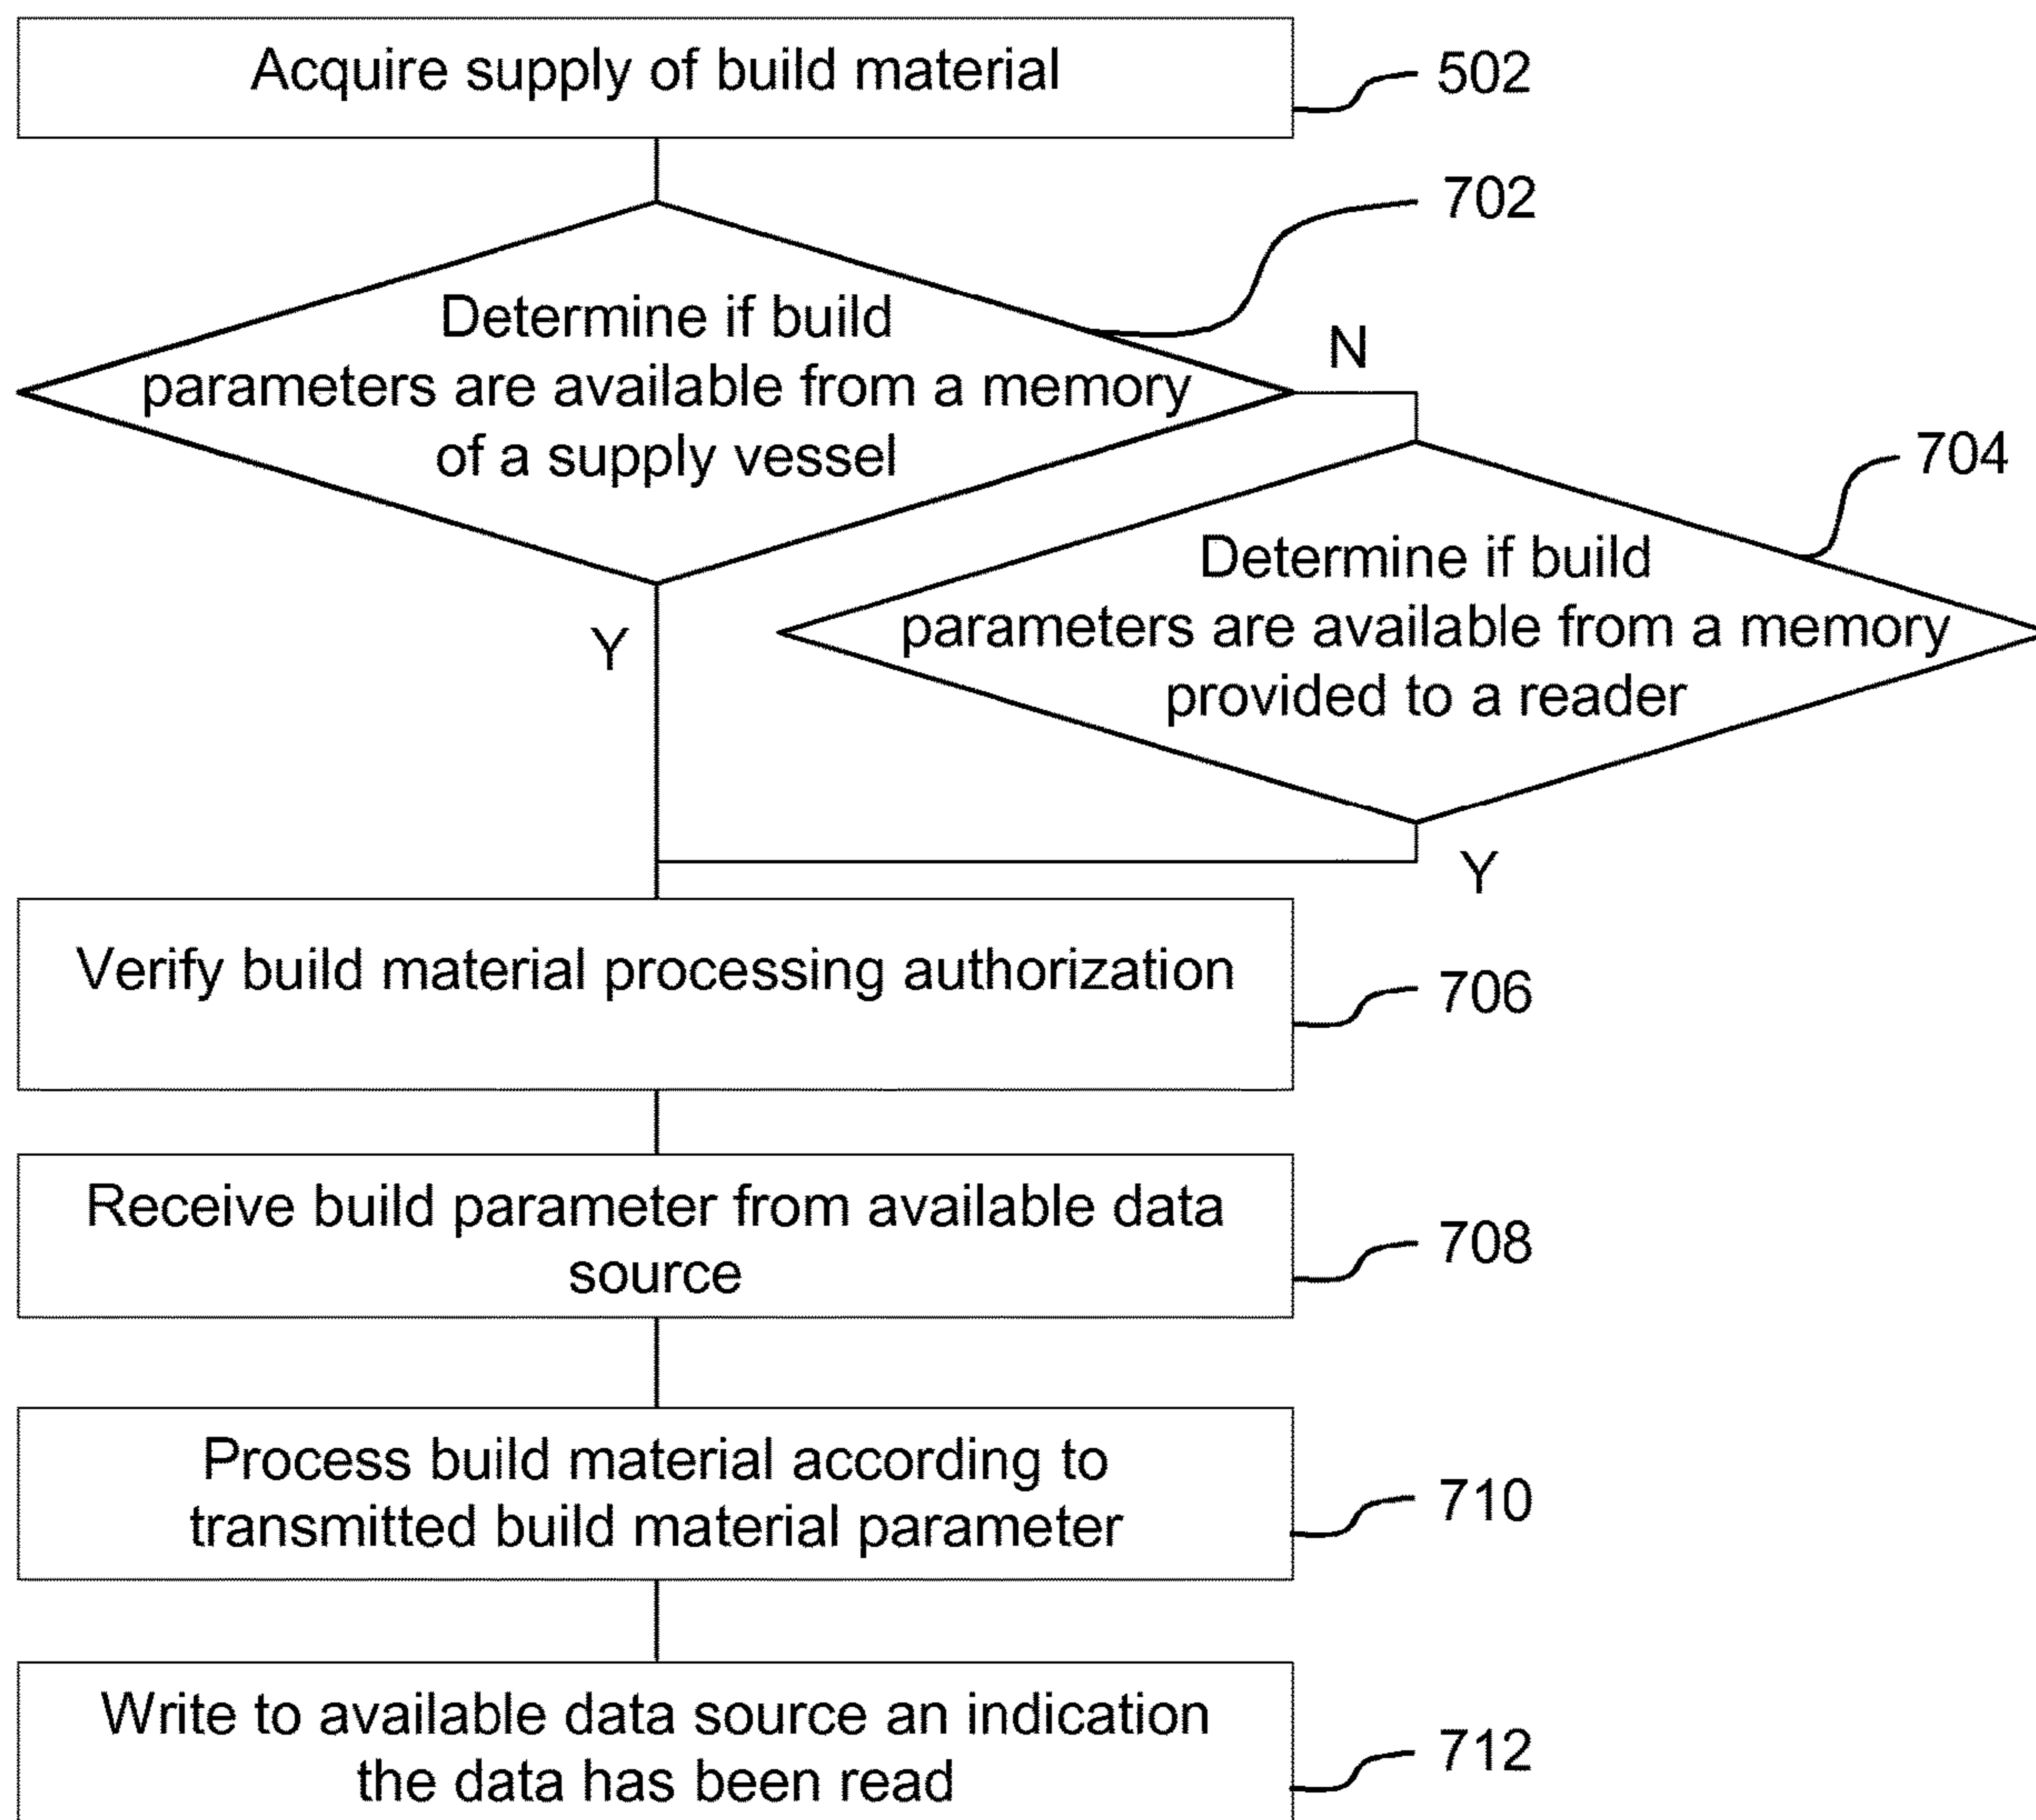 Acquire supply of build material
502
702
Determine if build
parameters are available from a memory
of a supply vessel
N
704
Determine if build
parameters are available from a memory
provided to a reader
Y
Y
Verify build material processing authorization
706
Receive build parameter from available data
source
708
Process build material according to
transmitted build material parameter
710
Write to available data source an indication
the data has been read
712